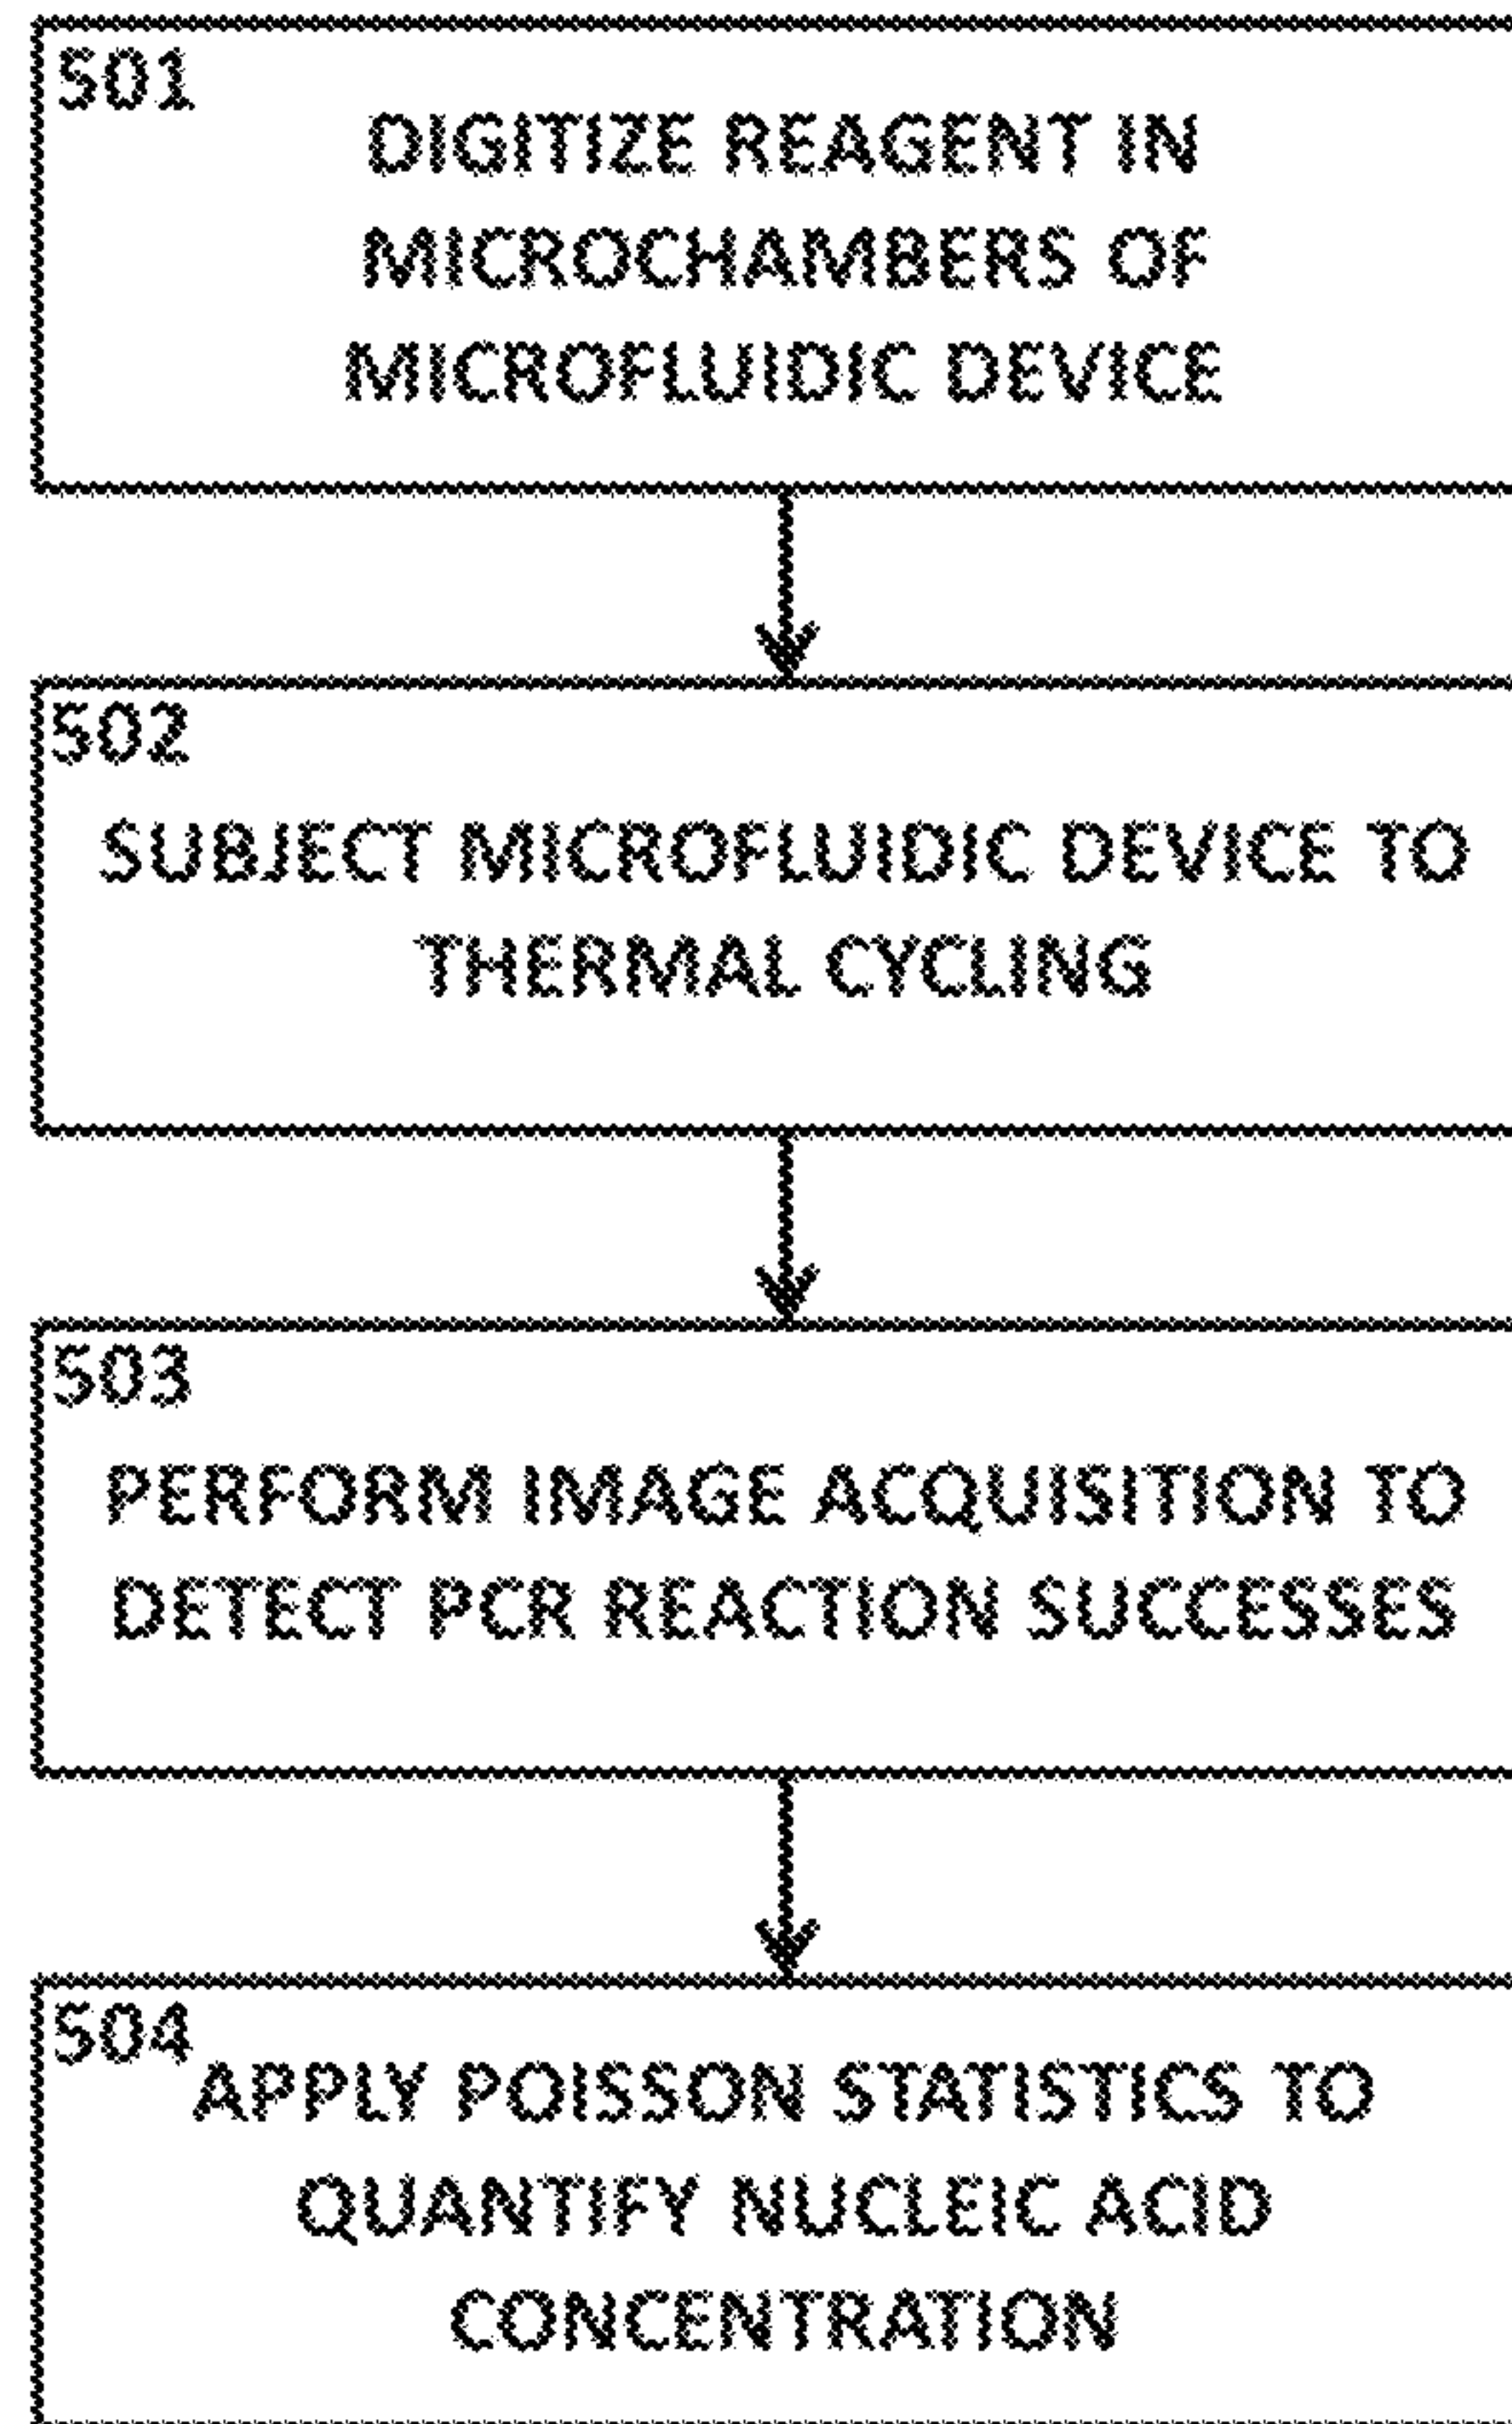 501
DIGITIZE REAGENT IN
MICROCHAMBERS OF
MICROFLUIDIC DEVICE
502
SUBJECT MICROFLUIDIC DEVICE TO
THERMAL CYCLING
503
PERFORM IMAGE ACQUISITION TO
DETECT PCR REACTION SUCCESSES
504
APPLY POISSON STATISTICS TO
QUANTIFY NUCLEIC ACID
CONCENTRATION